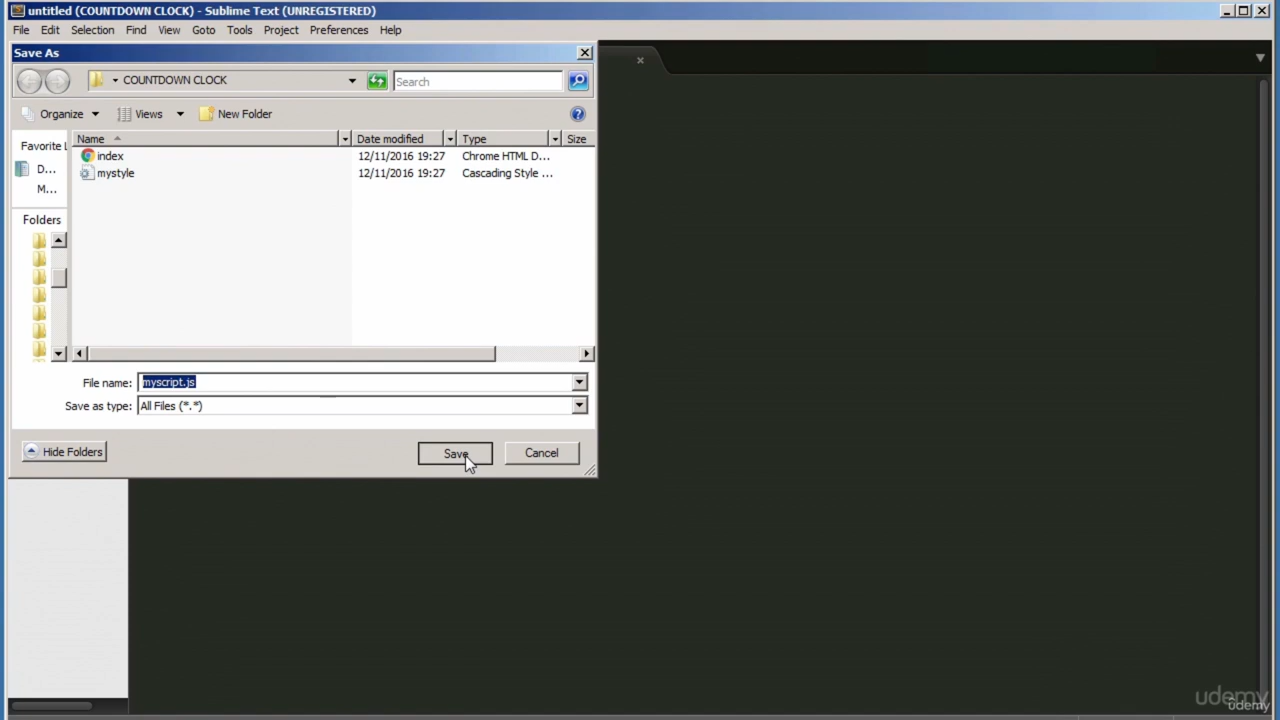 untitled (COUNTDOWN CLOCK) - Sublime Text (UNREGISTERED)
File Edit Selection Find View Goto Tools Project Preferences Help
Save As
COUNTDOWN CLOCK
Search
Organize Views New Folder
Favorite L Name Date modified Type Size
index 12/11/2016 19:27 Chrome HTML D...
D... mystyle 12/11/2016 19:27 Cascading Style ...
M...
Folders
File name: myscript.js
Save as type: All Files (*.*)
Hide Folders Save Cancel
udemy
ûdemy